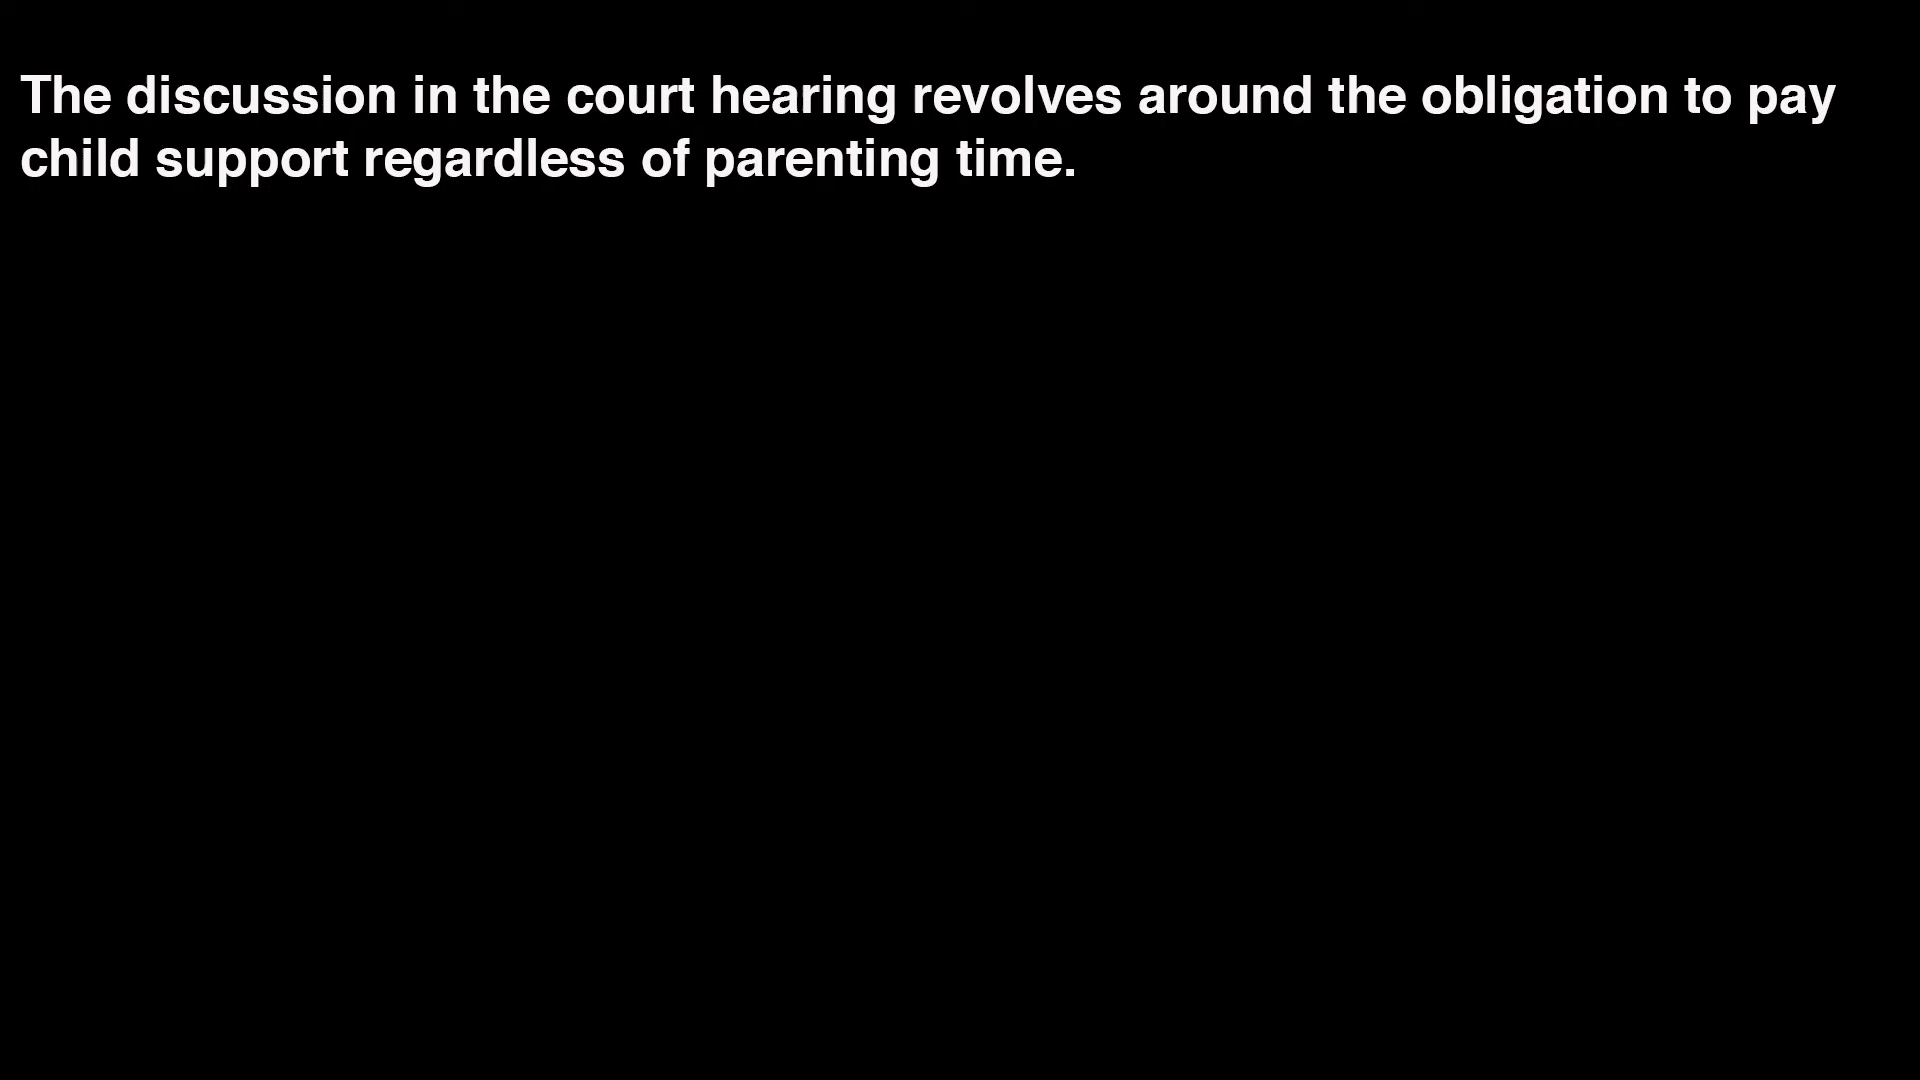 The discussion in the court hearing revolves around the obligation to pay
child support regardless of parenting time.